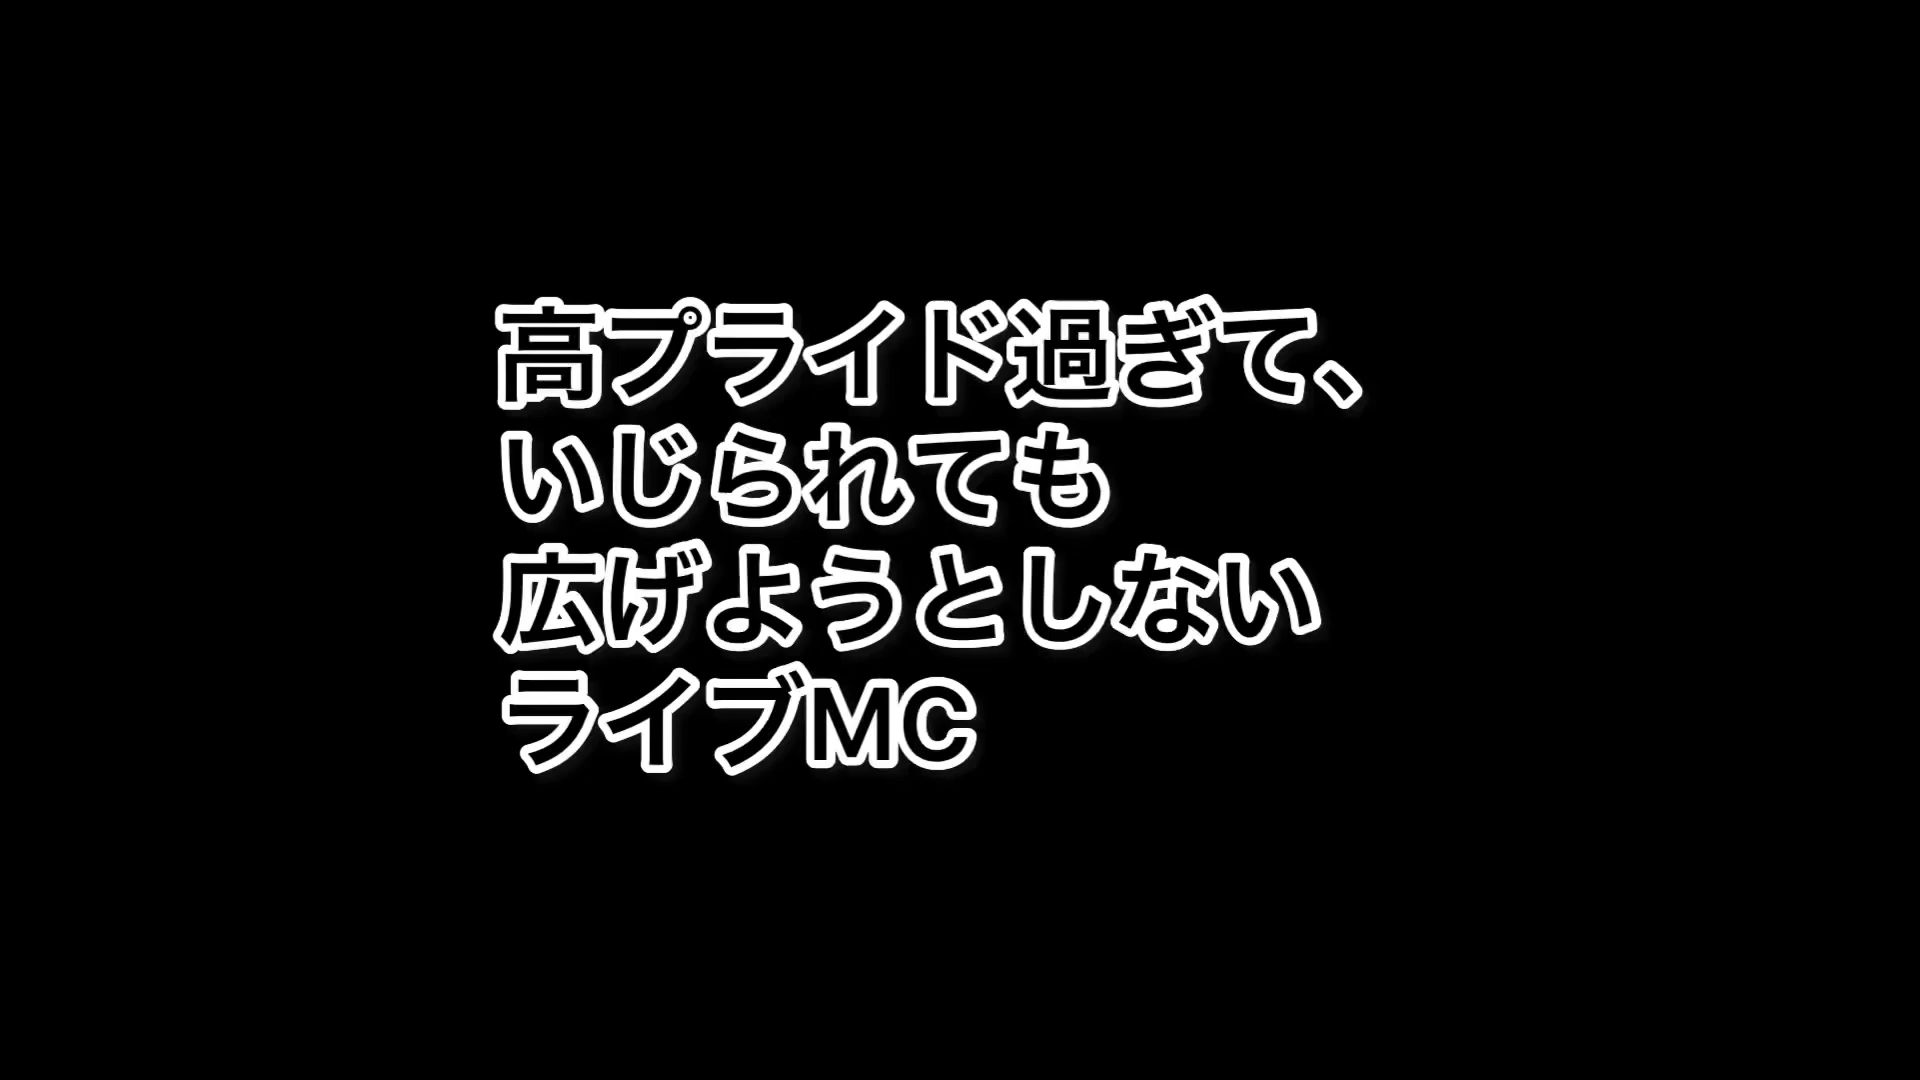 高プライド過ぎて、
いじられても
広げようとしない
ライブMC